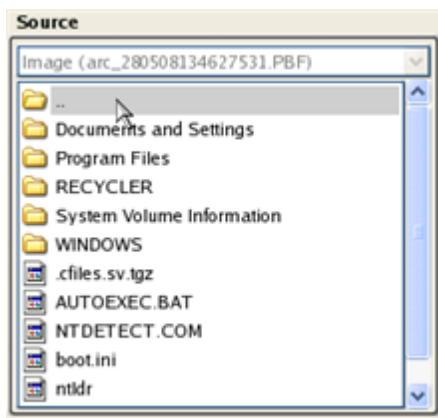 Source
Image (arc_280508134627531.PBF)
..
Documents and Settings
Program Files
RECYCLER
System Volume Information
WINDOWS
.cfiles.sv.tgz
AUTOEXEC.BAT
NTDETECT.COM
boot.ini
ntldr